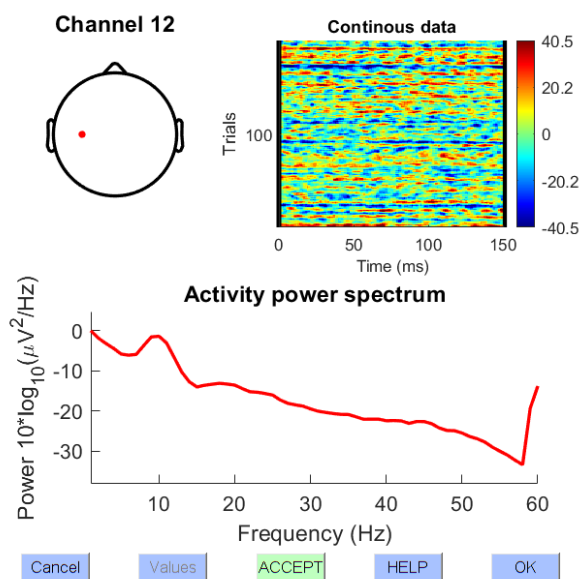 Channel 12
Continous data
Trials
100
40.5
20.2
0
-20.2
-40.5
0 50 100 150
Time (ms)
Activity power spectrum
Power 10*log10(μV2/Hz)
0
-10
-20
-30
10 20 30 40 50 60
Frequency (Hz)
Cancel Values ACCEPT HELP OK